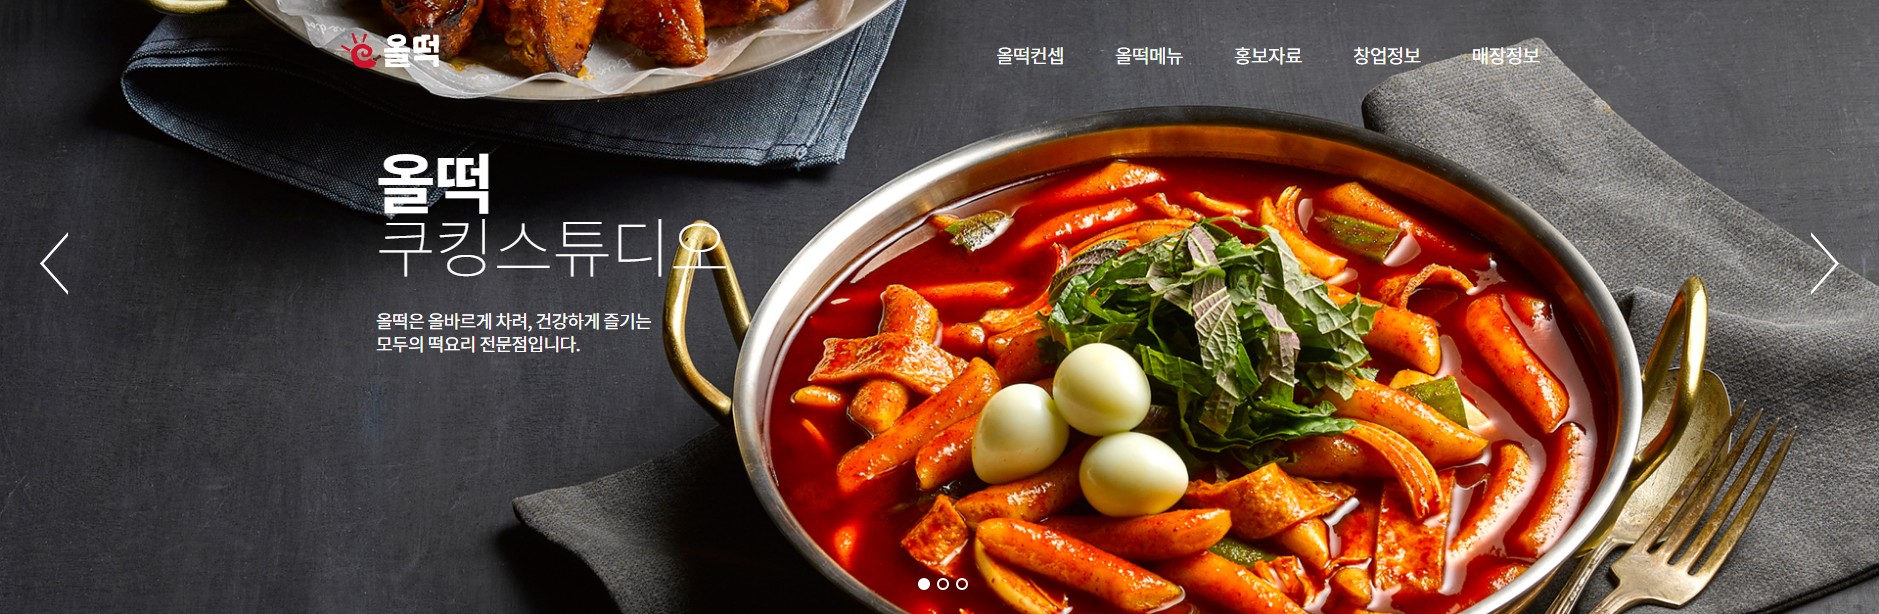 올떡
올떡컨셉 올떡메뉴 홍보자료 창업정보 매장정보
올떡
쿠킹스튜디오
올떡은 올바르게 차려, 건강하게 즐기는
모두의 떡요리 전문점입니다.